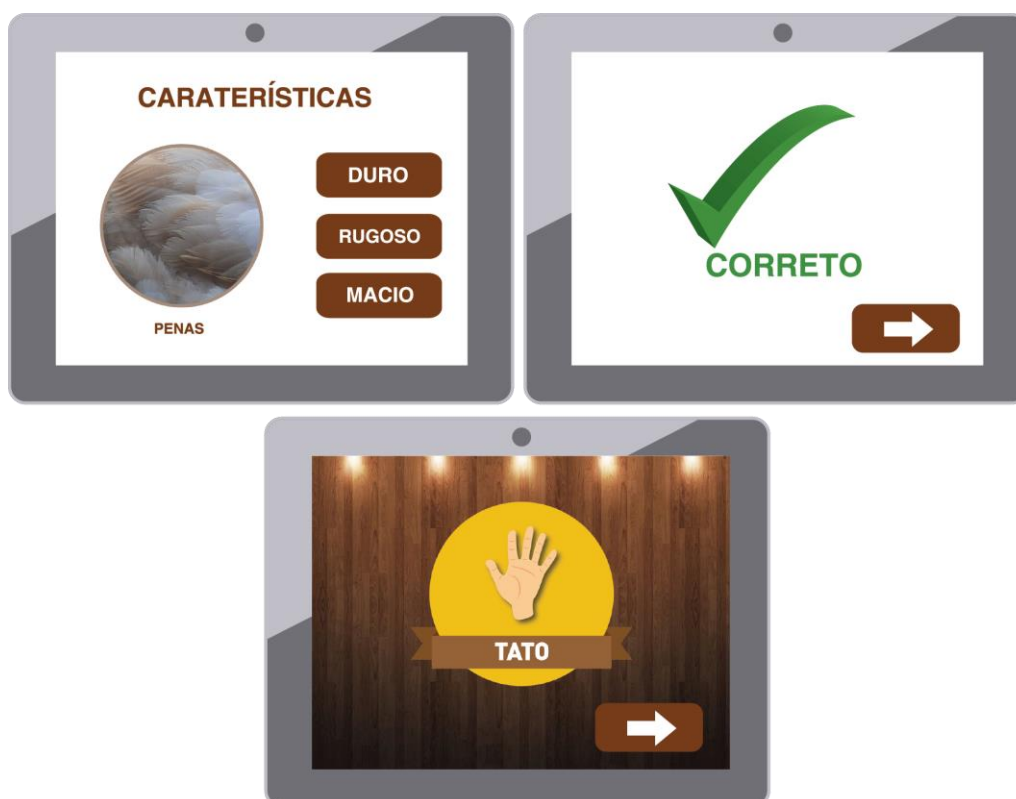 CARATERÍSTICAS
DURO
RUGOSO
MACIO
PENAS
CORRETO
TATO